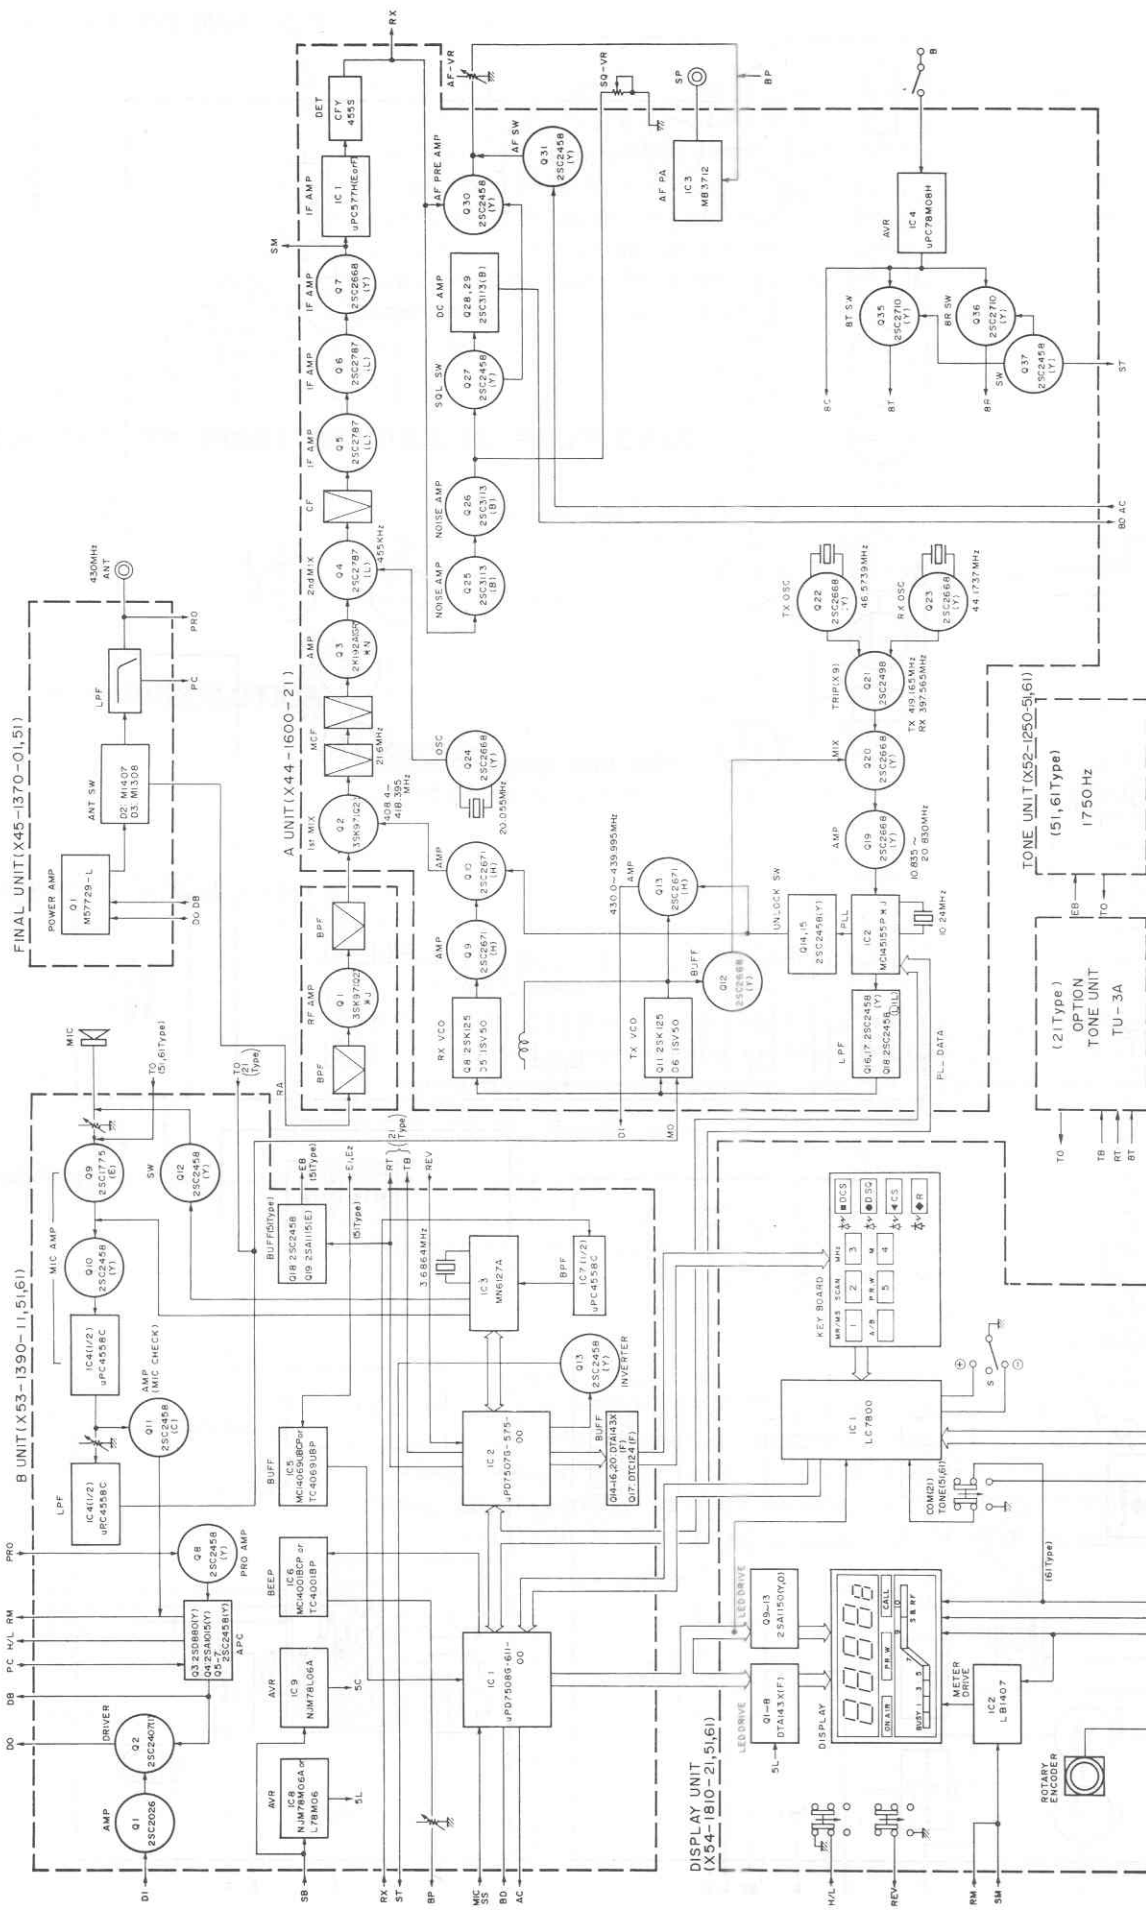 FINAL UNIT(X45-1370-01,51)
POWER AMP
Q1
M57729-L
ANT SW
D2: MI407
D3: MI308
LPF
430MHz
ANT
DO DB
PC
PRO
A UNIT(X44-1600-21)
BPF
RF AMP
Q1
BPF
1st MIX
Q2
408.4~
418.395
MHz
MCF
21.6MHz
AMP
Q3
2nd MIX
Q4
2SC2787
(L)
455KHz
CF
IF AMP
Q5
2SC2787
(L)
IF AMP
Q6
2SC2787
(L)
IF AMP
Q7
2SC2668
(Y)
SM
IF AMP
IC1
uPC577H(EorF)
DET
CFY
455S
RX
OSC
Q24
2SC2668
(Y)
20.055MHz
NOISE AMP
Q25
2SC3113
(B)
NOISE AMP
Q26
2SC3113
(B)
SQL SW
Q27
2SC2458
(Y)
DC AMP
Q28,29
2SC3113(B)
AF PRE AMP
Q30
2SC2458
(Y)
AF-VR
AF SW
Q31
2SC2458
(Y)
SQ-VR
AF PA
IC3
MB3712
SP
BP
AVR
IC4
uPC78M08H
B
BT SW
Q35
2SC2710
(Y)
BR SW
Q36
2SC2710
(Y)
SW
Q37
2SC2458
(Y)
BC
BT
BR
ST
BD AC
RX VCO
Q8 2SK125
D5 1SV50
AMP
Q9
2SC2671
(H)
AMP
Q10
2SC2671
(H)
TX VCO
Q11 2SK125
D6 1SV50
BUFF
Q12
2SC2668
(Y)
430.0~439.995MHz
AMP
Q13
2SC2671
(H)
DI
MO
UNLOCK SW
Q14,15
2SC2458(Y)
PLL
IC2
10.24MHz
LPF
Q16,17:2SC2458
(Y)
PLL DATA
AMP
Q19
2SC2668
(Y)
10.835~
20.830MHz
MIX
Q20
2SC2668
(Y)
TRIP(X9)
Q21
2SC2498
TX 419.165MHz
RX 397.565MHz
TX OSC
Q22
2SC2668
(Y)
46.5739MHz
RX OSC
Q23
2SC2668
(Y)
44.1737MHz
TONE UNIT(X52-1250-51,61)
(51,61Type)
1750Hz
EB
TO
(21Type)
OPTION
TONE UNIT
TU-3A
TO
TB
RT
BT
B UNIT(X53-1390-11,51,61)
DI
AMP
Q1
2SC2026
DRIVER
Q2
DO
DB
PC
H/L
RM
PRO
Q3:2SD880(Y)
Q4:2SA1015(Y)
Q5-7:
2SC2458(Y)
APC
Q8
2SC2458
(Y)
PRO AMP
LPF
IC4(1/2)
uPC4558C
MIC AMP
IC4(1/2)
uPC4558C
Q10
2SC2458
(Y)
Q9
2SC1775
(E)
MIC
AMP
(MIC CHECK)
Q11
2SC2458
(C)
SW
Q12
2SC2458
(Y)
TO
(51,61Type)
TO
(21
Type)
RA
AVR
IC8
NJM78M06A or
L78M06
5L
SB
AVR
IC9
NJM78L06A
5C
BEEP
IC6
MC14001BCP or
TC4001BP
BUFF
IC5
MC14069UBCP or
TC4069UBP
BUFF(51Type)
Q18:2SC2458
Q19:2SA1115(E)
EB
(51Type)
E1,E2
(51Type)
RT
TB
(21
Type)
REV
3.6864MHz
IC3
MN6127A
BPF
IC7(1/2)
uPC4558C
IC2
uPD7507G-575-
00
Q13
2SC2458
(Y)
INVERTER
BUFF
Q14-16,20:DTA143X
(F)
Q17:DTC124(F)
IC1
uPD7508G-611-
00
RX
ST
BP
MIC
SS
BD
AC
DISPLAY UNIT
(X54-1810-21,51,61)
LED DRIVE
Q1-8
DTA143X(F)
5L
LED DRIVE
Q9-13
2SA1150(Y,O)
DISPLAY
ON AIR
P.R.W
CALL
BUSY 1 3 5 7 9 10
S & RF
METER
DRIVE
IC2
LB1407
ROTARY
ENCODER
H/L
REV
RM
SM
KEY BOARD
MR/MS SCAN MHz
1 2 3
A/B P.R.W M
5 4
■DCS
●DSQ
◀CS
◆R
IC1
LC7800
S
COM(21)
TONE(51,61)
(61Type)